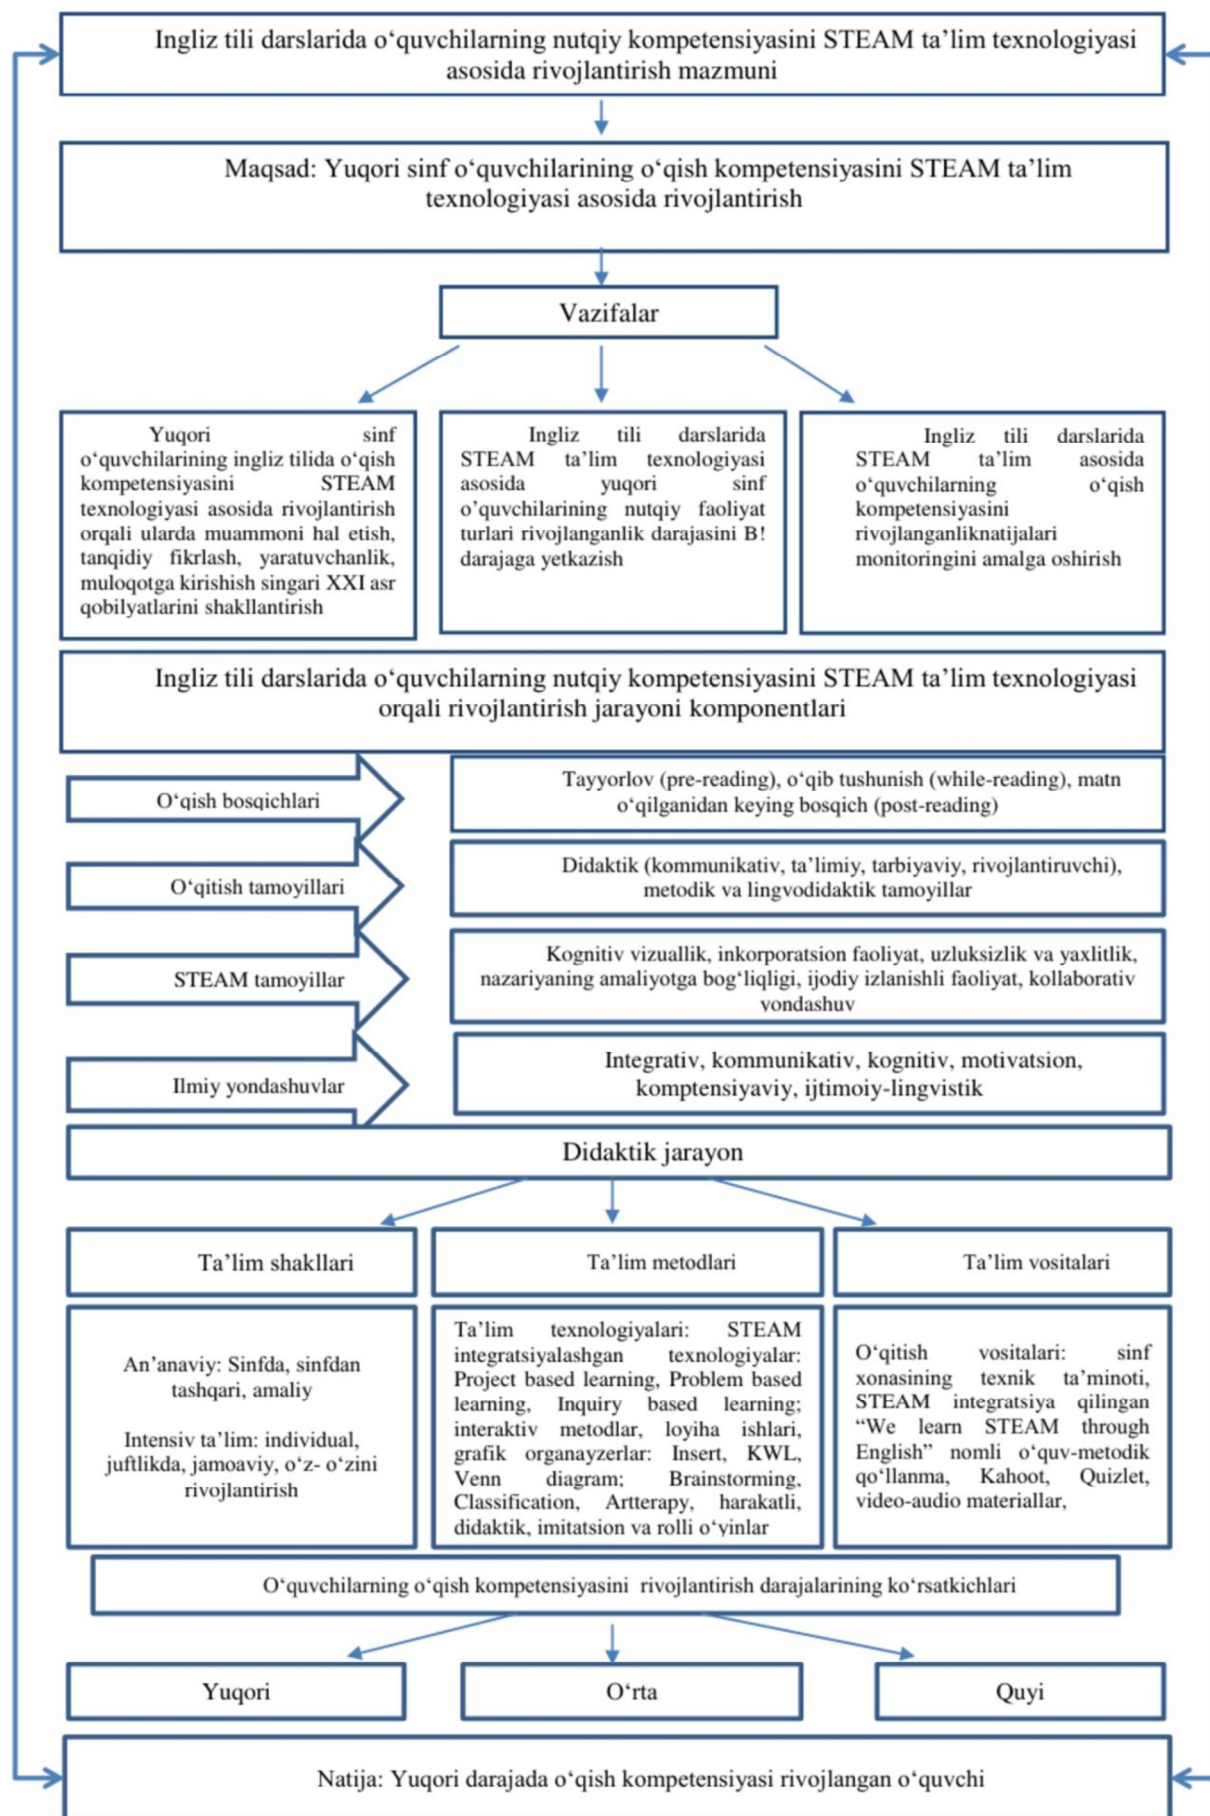 Ingliz tili darslarida o‘quvchilarning nutqiy kompetensiyasini STEAM ta’lim texnologiyasi
asosida rivojlantirish mazmuni
Maqsad: Yuqori sinf o‘quvchilarining o‘qish kompetensiyasini STEAM ta’lim
texnologiyasi asosida rivojlantirish
Vazifalar
Yuqori sinf
o‘quvchilarining ingliz tilida o‘qish
kompetensiyasini STEAM
texnologiyasi asosida rivojlantirish
orqali ularda muammoni hal etish,
tanqidiy fikrlash, yaratuvchanlik,
muloqotga kirishish singari XXI asr
qobilyatlarini shakllantirish
Ingliz tili darslarida
STEAM ta’lim texnologiyasi
asosida yuqori sinf
o’quvchilarining nutqiy faoliyat
turlari rivojlanganlik darajasini B!
darajaga yetkazish
Ingliz tili darslarida
STEAM ta’lim asosida
o‘quvchilarning o‘qish
kompetensiyasini
rivojlanganliknatijalari
monitoringini amalga oshirish
Ingliz tili darslarida o‘quvchilarning nutqiy kompetensiyasini STEAM ta’lim texnologiyasi
orqali rivojlantirish jarayoni komponentlari
O‘qish bosqichlari
Tayyorlov (pre-reading), o‘qib tushunish (while-reading), matn
o‘qilganidan keying bosqich (post-reading)
O‘qitish tamoyillari
Didaktik (kommunikativ, ta’limiy, tarbiyaviy, rivojlantiruvchi),
metodik va lingvodidaktik tamoyillar
STEAM tamoyillar
Kognitiv vizuallik, inkorporatsion faoliyat, uzluksizlik va yaxlitlik,
nazariyaning amaliyotga bog‘liqligi, ijodiy izlanishli faoliyat, kollaborativ
yondashuv
Ilmiy yondashuvlar
Integrativ, kommunikativ, kognitiv, motivatsion,
komptensiyaviy, ijtimoiy-lingvistik
Didaktik jarayon
Ta’lim shakllari
Ta’lim metodlari
Ta’lim vositalari
An’anaviy: Sinfda, sinfdan
tashqari, amaliy
Intensiv ta’lim: individual,
juftlikda, jamoaviy, o‘z- o‘zini
rivojlantirish
Ta’lim texnologiyalari: STEAM
integratsiyalashgan texnologiyalar:
Project based learning, Problem based
learning, Inquiry based learning;
interaktiv metodlar, loyiha ishlari,
grafik organayzerlar: Insert, KWL,
Venn diagram; Brainstorming,
Classification, Artterapy, harakatli,
didaktik, imitatsion va rolli o‘yinlar
O‘qitish vositalari: sinf
xonasining texnik ta’minoti,
STEAM integratsiya qilingan
“We learn STEAM through
English” nomli o‘quv-metodik
qo‘llanma, Kahoot, Quizlet,
video-audio materiallar,
O‘quvchilarning o‘qish kompetensiyasini rivojlantirish darajalarining ko‘rsatkichlari
Yuqori
O‘rta
Quyi
Natija: Yuqori darajada o‘qish kompetensiyasi rivojlangan o‘quvchi